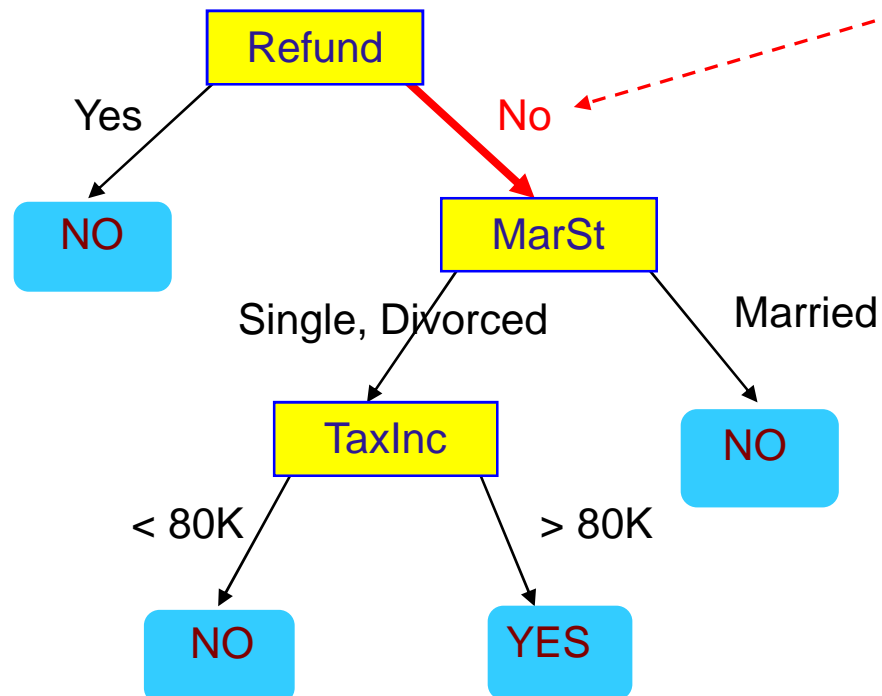 Refund
Yes
No
NO
MarSt
Single, Divorced
Married
TaxInc
NO
< 80K
> 80K
NO
YES